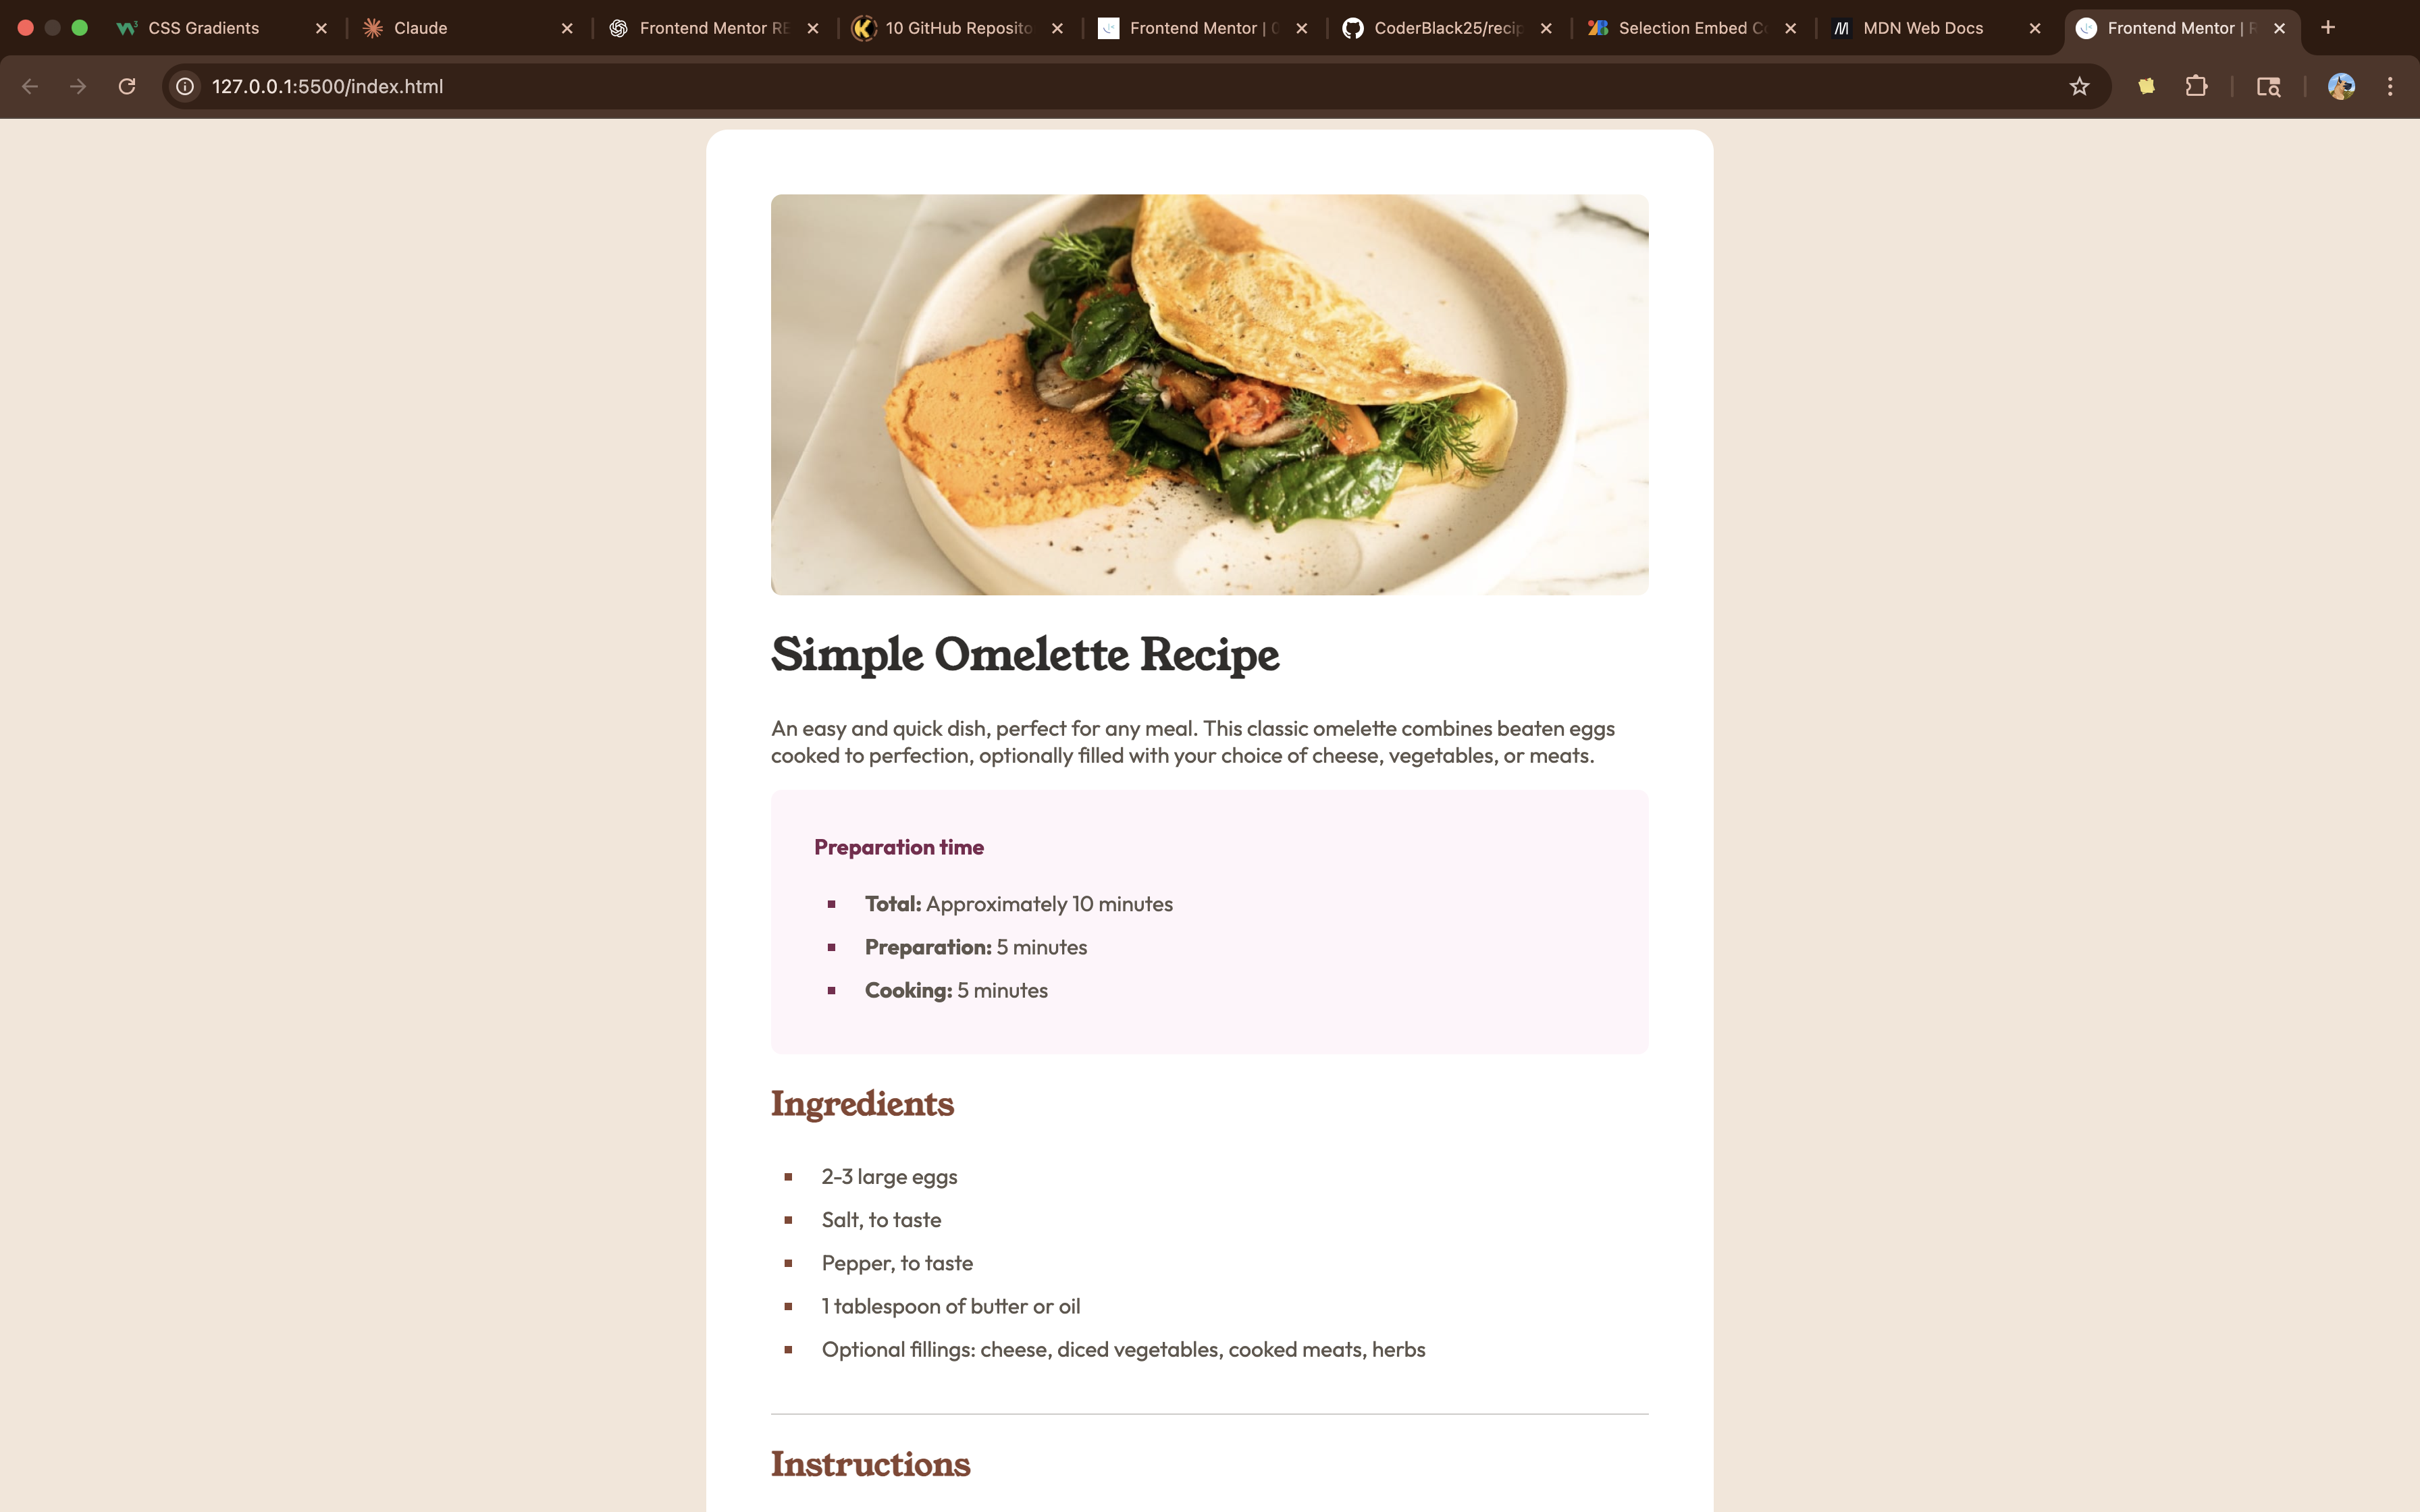 CSS Gradients
Claude
Frontend Mentor RE
10 GitHub Reposito
Frontend Mentor |
CoderBlack25/recip
Selection Embed Co
MDN Web Docs
Frontend Mentor | R
127.0.0.1:5500/index.html
Simple Omelette Recipe
An easy and quick dish, perfect for any meal. This classic omelette combines beaten eggs
cooked to perfection, optionally filled with your choice of cheese, vegetables, or meats.
Preparation time
Total: Approximately 10 minutes
Preparation: 5 minutes
Cooking: 5 minutes
Ingredients
2-3 large eggs
Salt, to taste
Pepper, to taste
1 tablespoon of butter or oil
Optional fillings: cheese, diced vegetables, cooked meats, herbs
Instructions